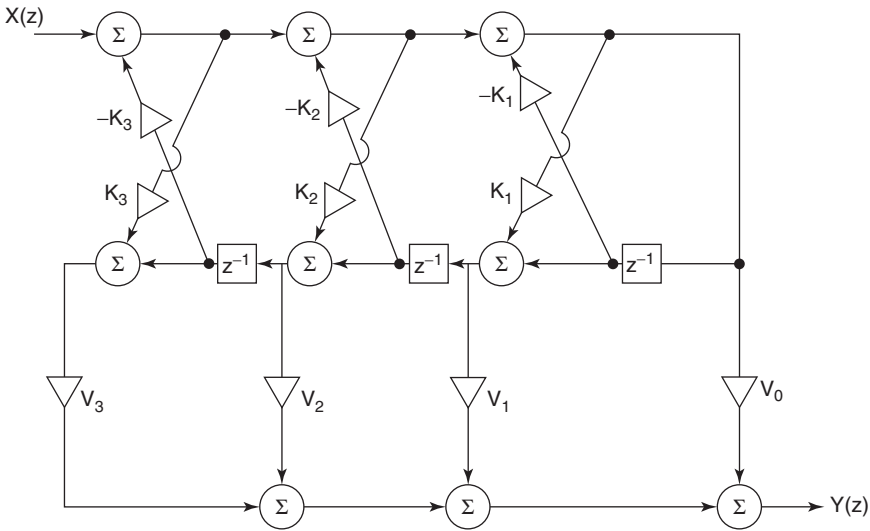 X(z)
Σ Σ Σ
–K₃ –K₂ –K₁
K₃ K₂ K₁
Σ z⁻¹ Σ z⁻¹ Σ z⁻¹
V₃ V₂ V₁ V₀
Σ Σ Σ Y(z)